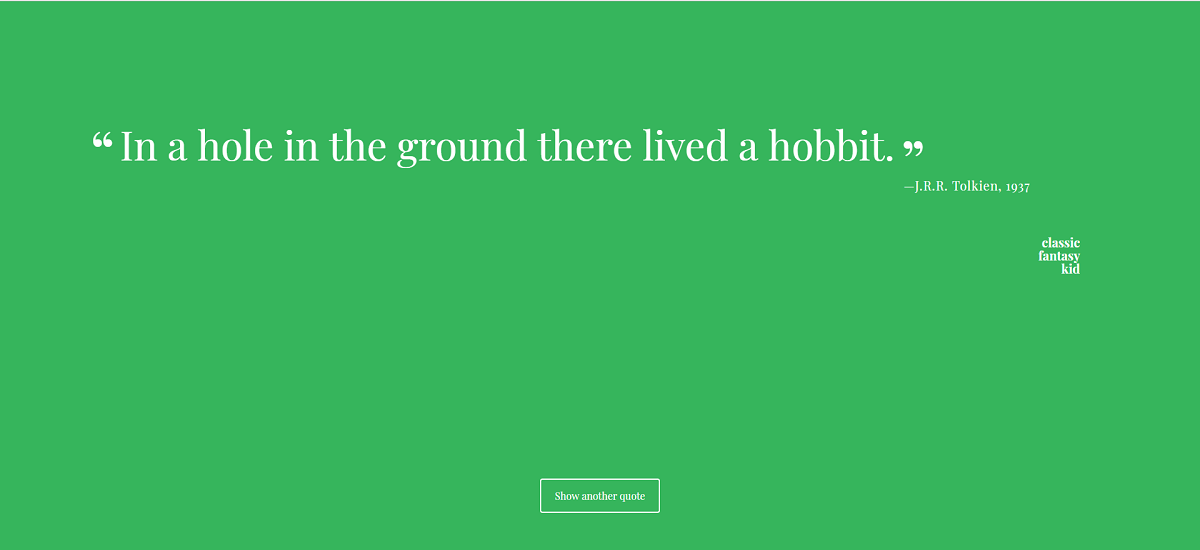 “In a hole in the ground there lived a hobbit.”
—J.R.R. Tolkien, 1937
classic
fantasy
kid
Show another quote